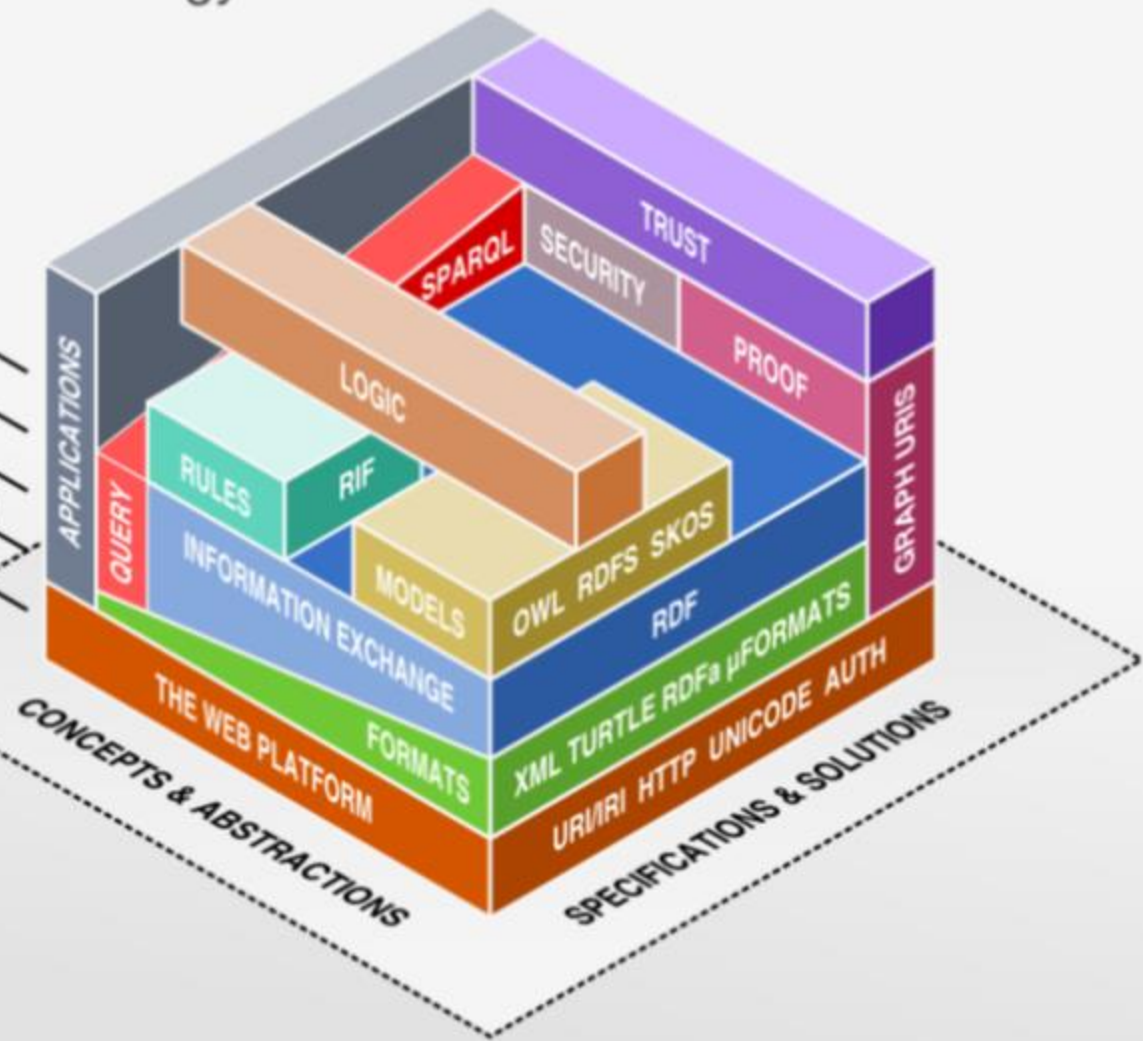 TRUST
SPARQL
SECURITY
PROOF
LOGIC
APPLICATIONS
GRAPH URIS
RULES
RIF
QUERY
INFORMATION EXCHANGE
MODELS
OWL RDFS SKOS
RDF
FORMATS
XML TURTLE RDFa µFORMATS
THE WEB PLATFORM
URI/IRI HTTP UNICODE AUTH
CONCEPTS & ABSTRACTIONS
SPECIFICATIONS & SOLUTIONS